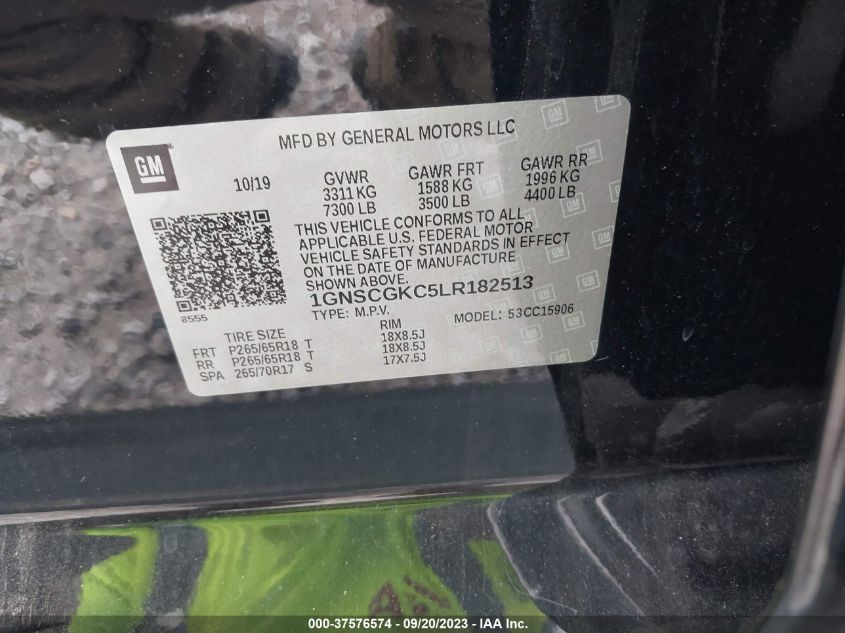 MFD BY GENERAL MOTORS LLC
GM
10/19
GVWR GAWR FRT GAWR RR
3311 KG 1588 KG 1996 KG
7300 LB 3500 LB 4400 LB
THIS VEHICLE CONFORMS TO ALL
APPLICABLE U.S. FEDERAL MOTOR
VEHICLE SAFETY STANDARDS IN EFFECT
ON THE DATE OF MANUFACTURE
SHOWN ABOVE.
1GNSCGKC5LR182513
8555
TYPE: M.P.V. MODEL: 53CC15906
TIRE SIZE RIM
FRT P265/65R18 T 18X8.5J
RR P265/65R18 T 18X8.5J
SPA 265/70R17 S 17X7.5J
000-37576574 / 09/20/2023 - IAA Inc.